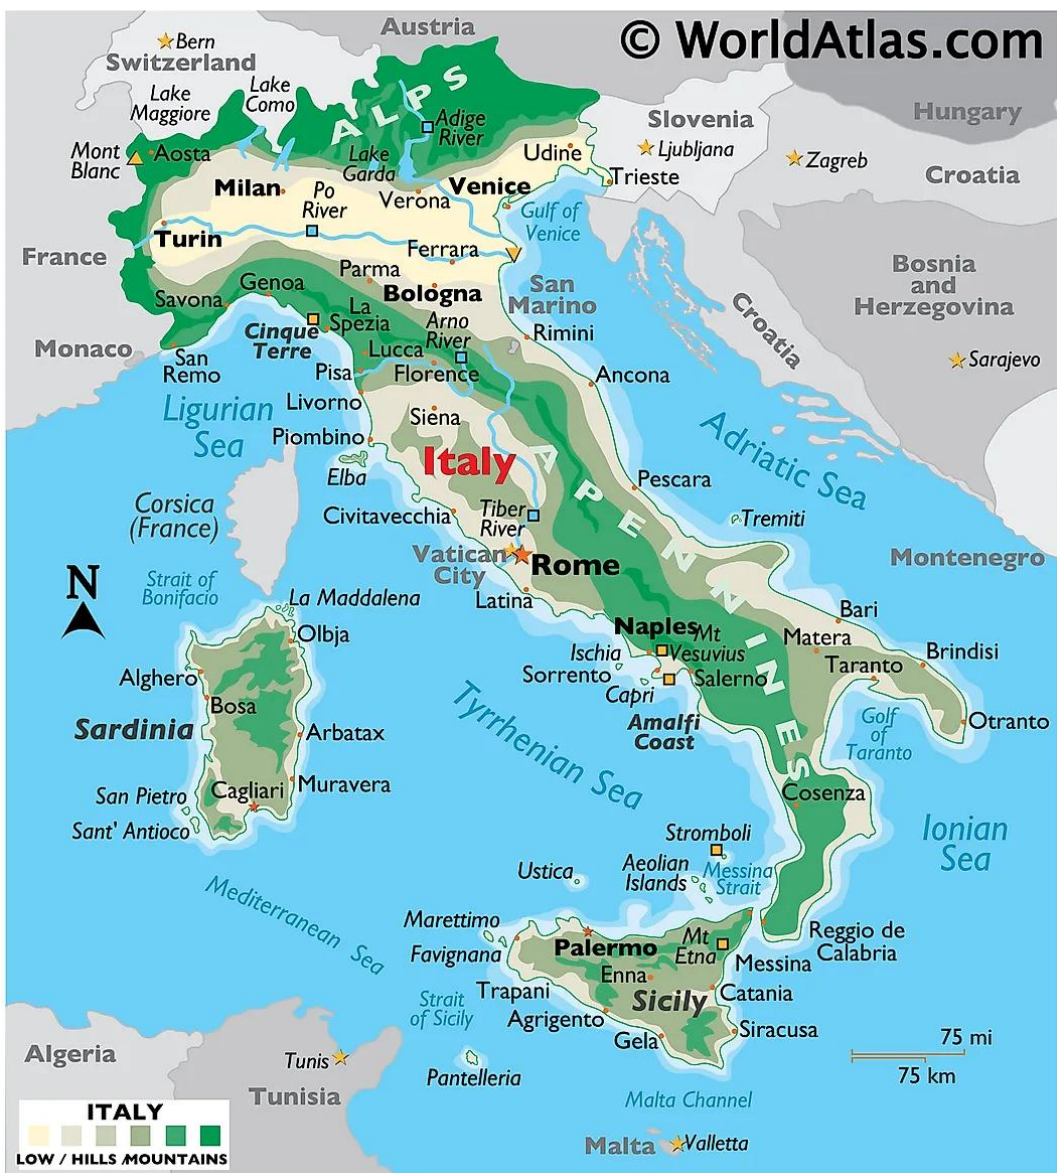 © WorldAtlas.com
Austria
Bern
Switzerland
Hungary
Lake
Maggiore
Lake
Como
ALPS
Adige
River
Slovenia
Ljubljana
Zagreb
Croatia
Mont
Blanc
Aosta
Lake
Garda
Udine
Trieste
Milan
Po
River
Verona
Venice
Gulf of
Venice
Turin
Ferrara
France
Parma
Bologna
San
Marino
Bosnia
and
Herzegovina
Genoa
Savona
La
Spezia
Arno
River
Rimini
Croatia
Cinque
Terre
Monaco
San
Remo
Lucca
Florence
Sarajevo
Pisa
Ancona
Livorno
Ligurian
Sea
Siena
Piombino
Adriatic Sea
Italy
Elba
APENNINES
Pescara
Corsica
(France)
Civitavecchia
Tiber
River
Tremiti
Vatican
City
Rome
Montenegro
N
Strait of
Bonifacio
La Maddalena
Latina
Bari
Olbja
Naples
Mt
Vesuvius
Matera
Ischia
Sorrento
Taranto
Brindisi
Alghero
Capri
Salerno
Bosa
Tyrrhenian Sea
Amalfi
Coast
Golf
of
Taranto
Otranto
Sardinia
Arbatax
Cagliari
Muravera
San Pietro
Sant' Antioco
Cosenza
Stromboli
Ionian
Sea
Ustica
Aeolian
Islands
Messina
Strait
Mediterranean Sea
Marettimo
Favignana
Palermo
Mt
Etna
Reggio de
Calabria
Messina
Enna
Trapani
Sicily
Catania
Strait
of Sicily
Agrigento
Gela
Siracusa
75 mi
75 km
Algeria
Tunis
Tunisia
Pantelleria
Malta Channel
Malta
Valletta
ITALY
LOW / HILLS /MOUNTAINS